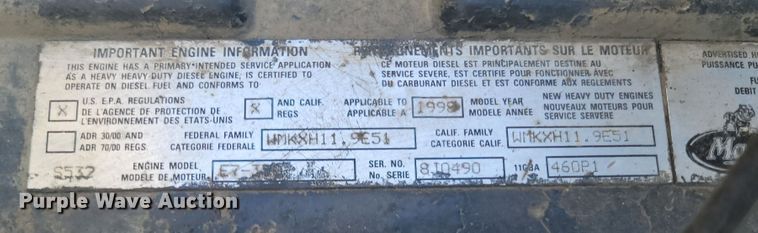 IMPORTANT ENGINE INFORMATION
THIS ENGINE HAS A PRIMARY INTENDED SERVICE APPLICATION
AS A HEAVY HEAVY DUTY DIESEL ENGINE, IS CERTIFIED TO
OPERATE ON DIESEL FUEL AND CONFORMS TO
IMPORTANTS SUR LE MOTEUR
CE MOTEUR DIESEL EST PRINCIPALEMENT DESTINE AU
SERVICE SEVERE, EST CERTIFIE POUR FONCTIONNER AVEC
DU CARBURANT DIESEL ET EST CONFORME AUX REGLEMENTS
X U.S. E.P.A. REGULATIONS
DE L'AGENCE DE PROTECTION DE
L'ENVIRONNEMENT DES ETATS-UNIS
X AND CALIF.
REGS
APPLICABLE TO
APPLICABLE A
1998
MODEL YEAR
MODELE ANNÉE
NEW HEAVY DUTY ENGINES
NOUVEAUX MOTEURS POUR
SERVICE SERVERE
ADR 30/00 AND
ADR 70/00 REGS
FEDERAL FAMILY
CATEGORIE FEDERALE
WMKXH11.9E51
CALIF. FAMILY
CATEGORIE CALIF.
WMKXH11.9E51
S532
ENGINE MODEL
MODELE DE MOTEUR
E7-
SER. NO.
No. SERIE
8J0490
460P1
ADVERTISED
PUISSANCE
DEBIT
Purple Wave Auction